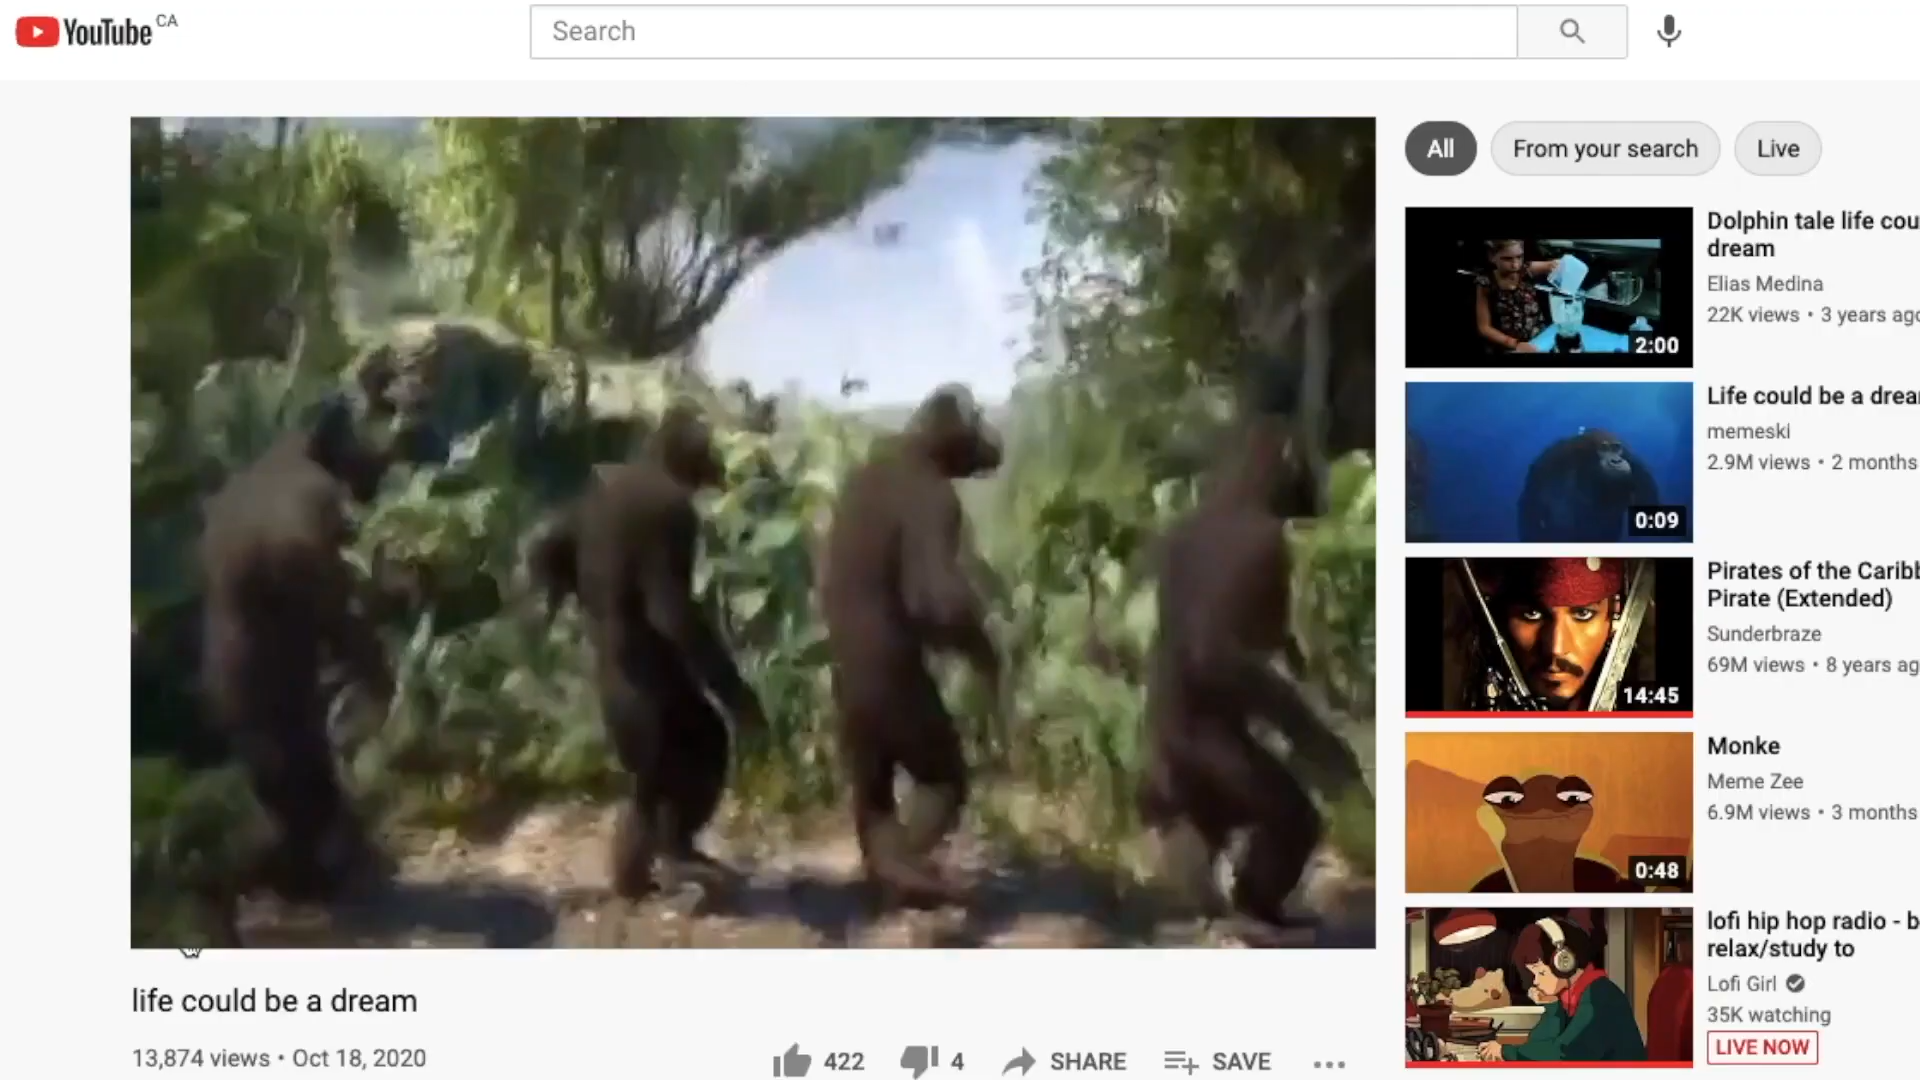 YouTube CA
Search
All
From your search
Live
Dolphin tale life cou
dream
Elias Medina
22K views • 3 years ago
2:00
Life could be a drea
memeski
2.9M views • 2 months
0:09
Pirates of the Caribb
Pirate (Extended)
Sunderbraze
69M views • 8 years ag
14:45
Monke
Meme Zee
6.9M views • 3 months
0:48
lofi hip hop radio - b
relax/study to
Lofi Girl
35K watching
LIVE NOW
life could be a dream
13,874 views • Oct 18, 2020
422
4
SHARE
SAVE